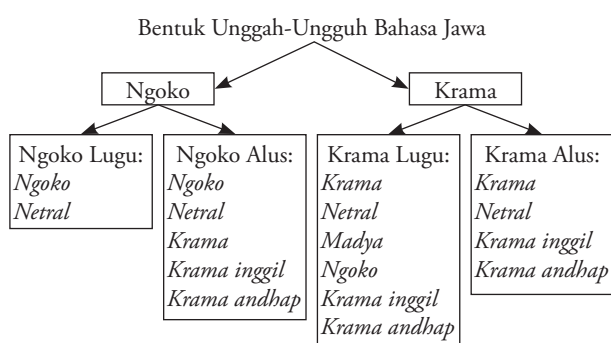 Bentuk Unggah-Ungguh Bahasa Jawa
Ngoko
Krama
Ngoko Lugu:
Ngoko
Netral
Ngoko Alus:
Ngoko
Netral
Krama
Krama inggil
Krama andhap
Krama Lugu:
Krama
Netral
Madya
Ngoko
Krama inggil
Krama andhap
Krama Alus:
Krama
Netral
Krama inggil
Krama andhap